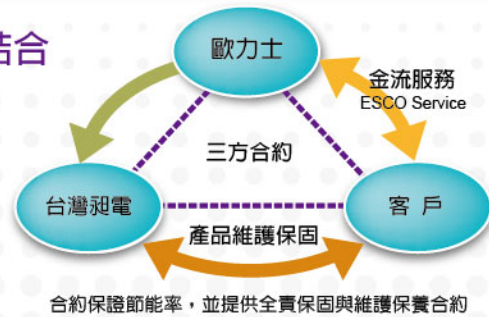 結合
歐力士
金流服務
ESCO Service
三方合約
台灣昶電
客 戶
產品維護保固
合約保證節能率，並提供全責保固與維護保養合約